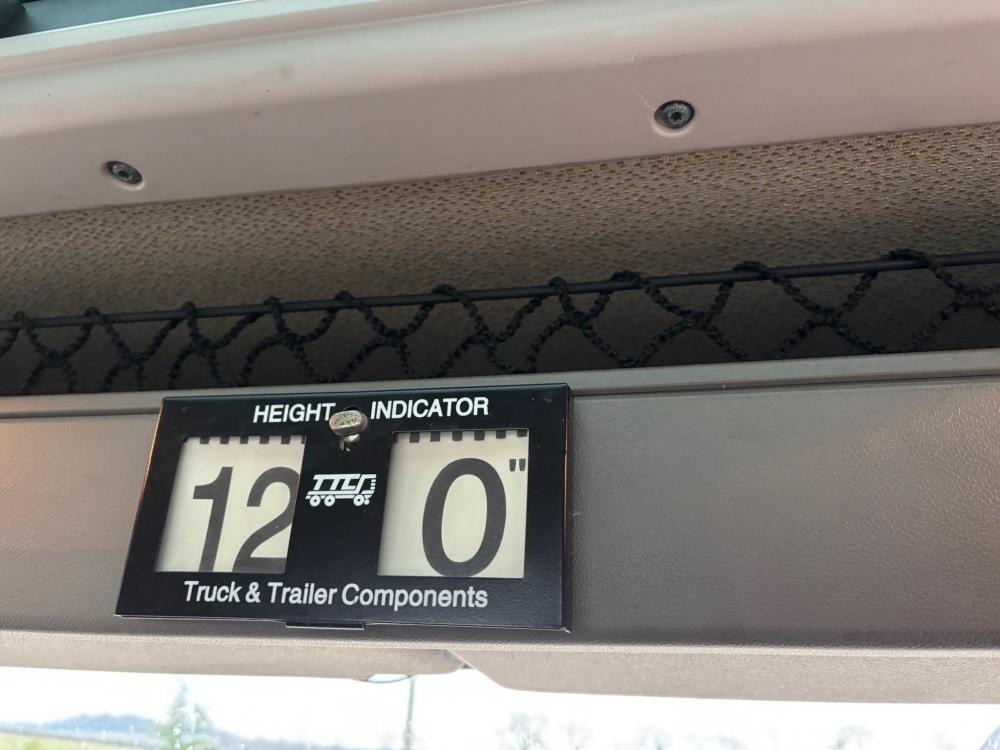 HEIGHT INDICATOR
12 0"
TTC
Truck & Trailer Components